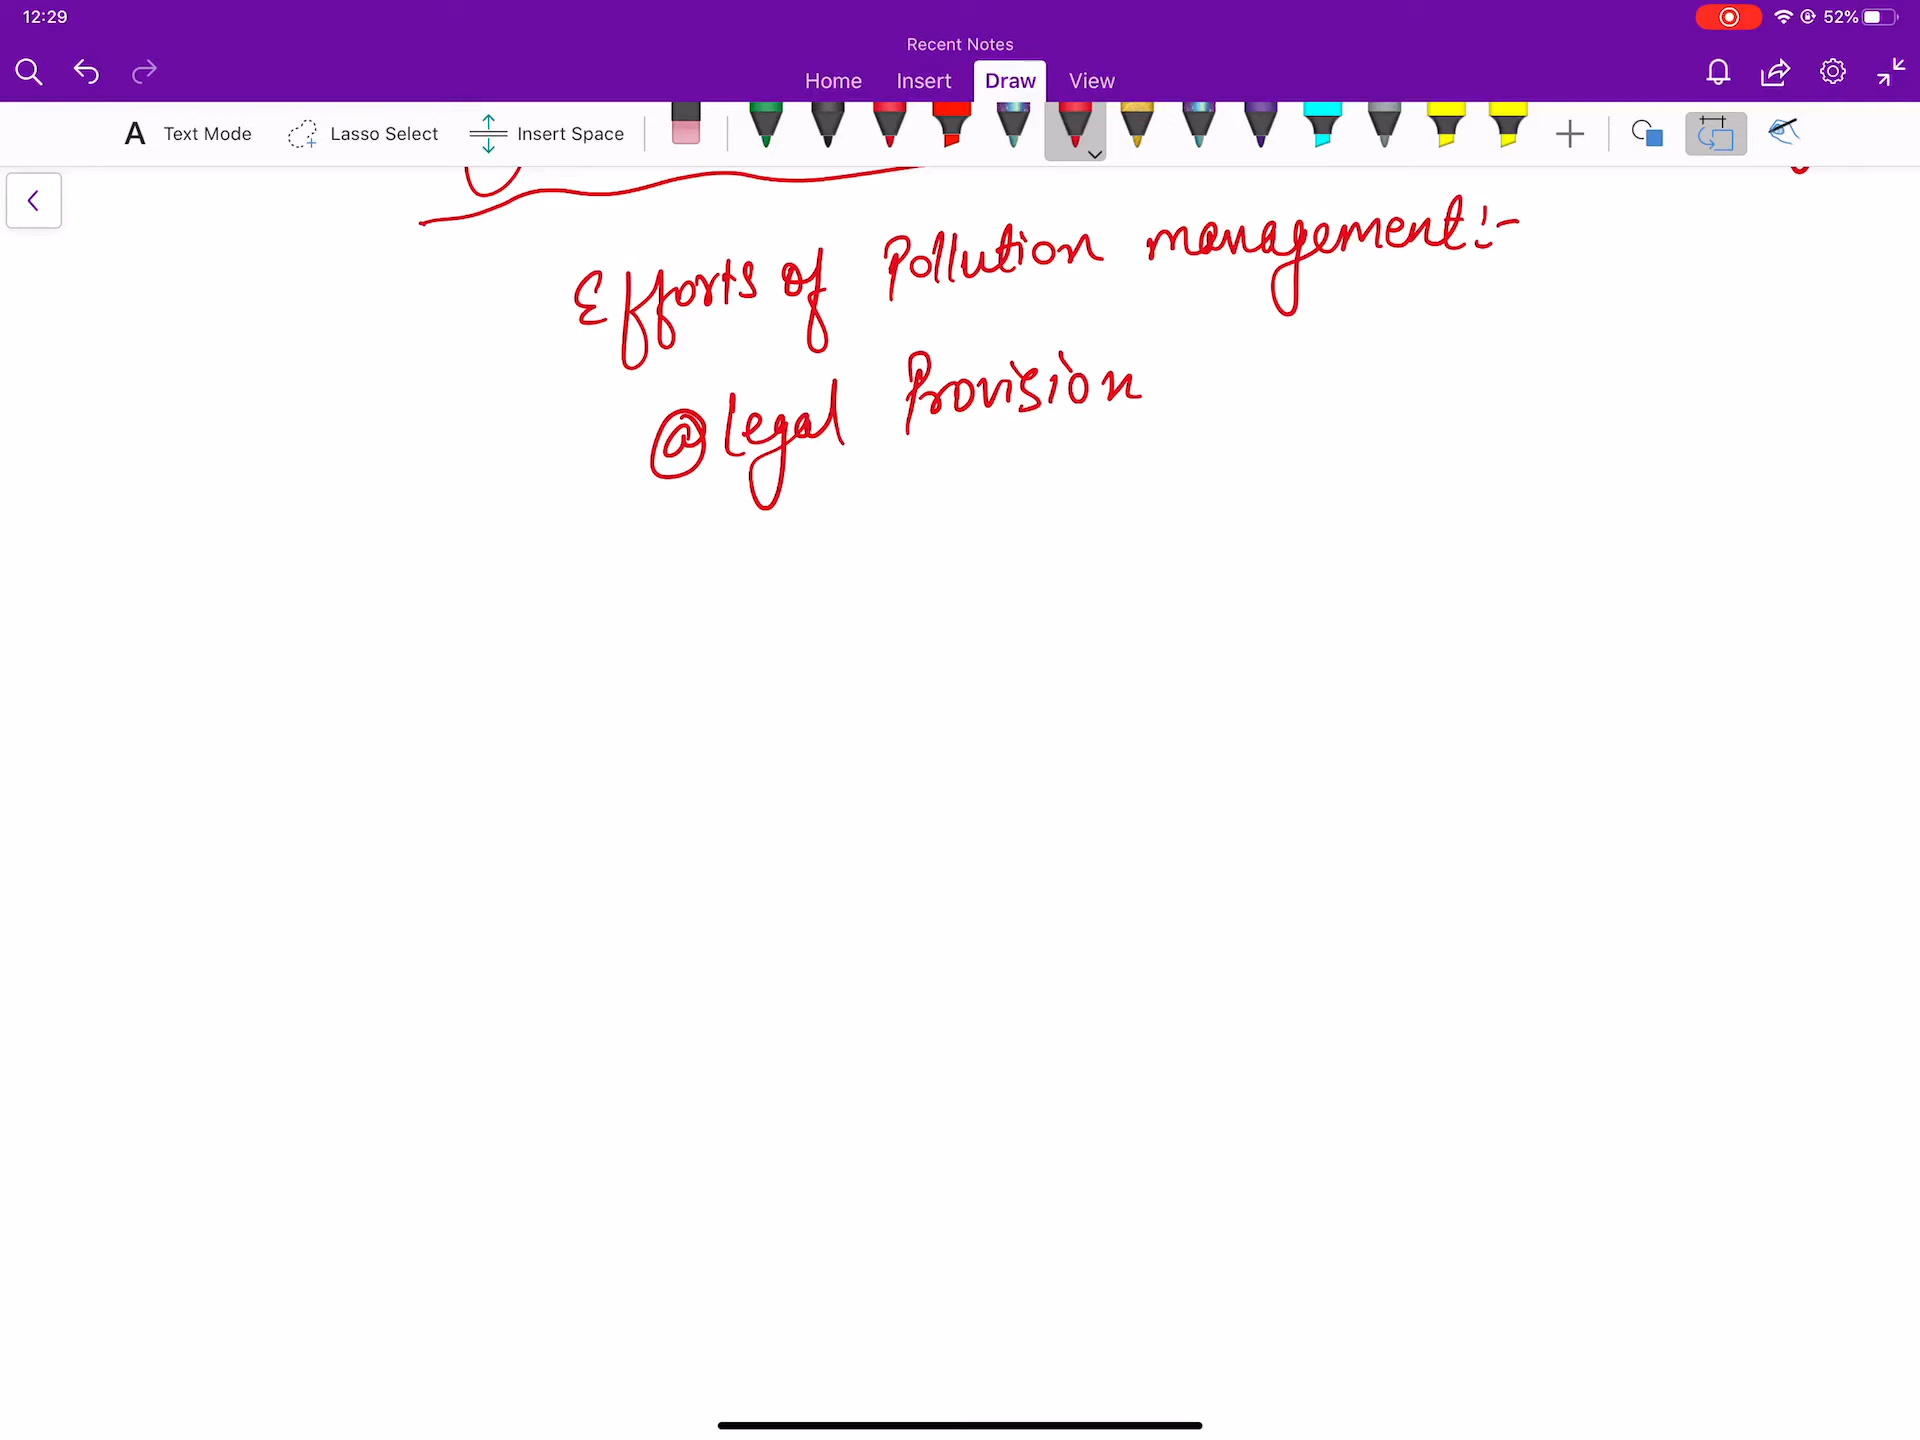 12:29
52%
Recent Notes
Home Insert Draw View
A Text Mode Lasso Select Insert Space
Efforts of Pollution management:-
@ Legal Provision